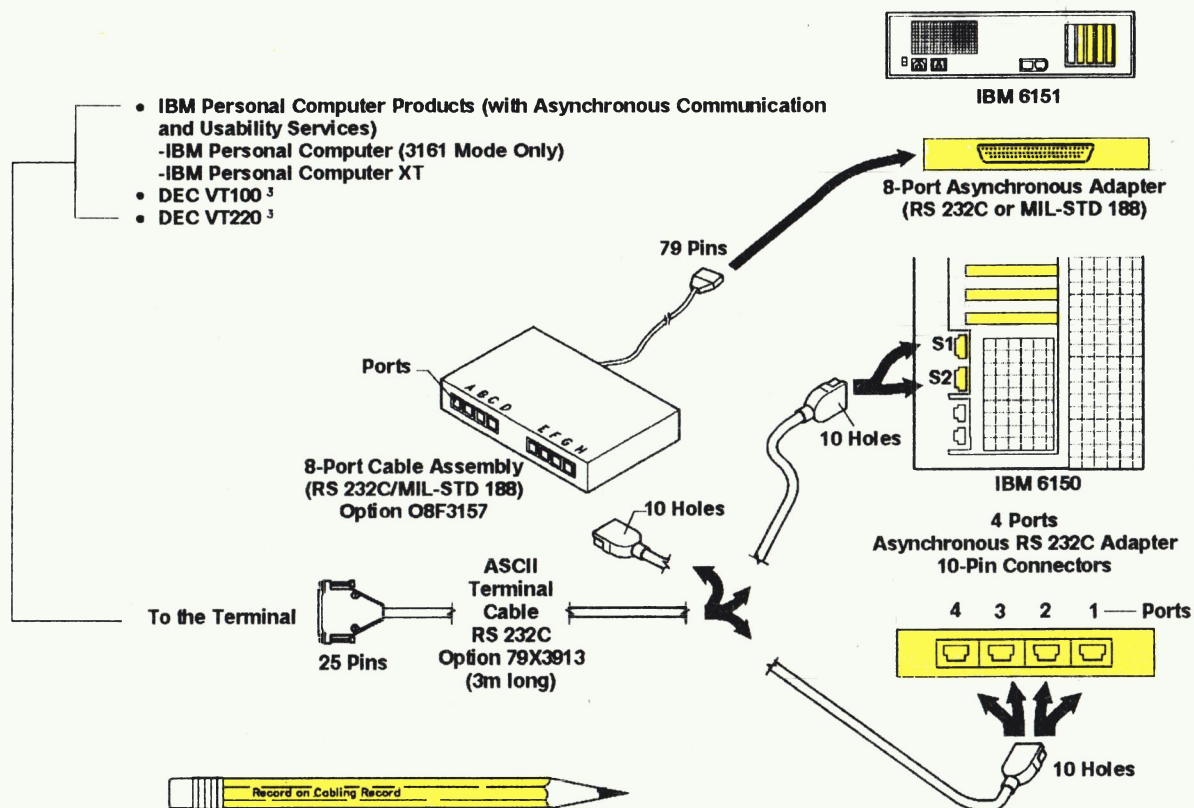 IBM 6151
• IBM Personal Computer Products (with Asynchronous Communication
and Usability Services)
-IBM Personal Computer (3161 Mode Only)
-IBM Personal Computer XT
• DEC VT100 ³
• DEC VT220 ³
8-Port Asynchronous Adapter
(RS 232C or MIL-STD 188)
79 Pins
Ports
A B C D
E F G H
8-Port Cable Assembly
(RS 232C/MIL-STD 188)
Option O8F3157
S1
S2
10 Holes
IBM 6150
10 Holes
4 Ports
Asynchronous RS 232C Adapter
10-Pin Connectors
4 3 2 1 Ports
To the Terminal
25 Pins
ASCII
Terminal
Cable
RS 232C
Option 79X3913
(3m long)
10 Holes
Record on Cabling Record